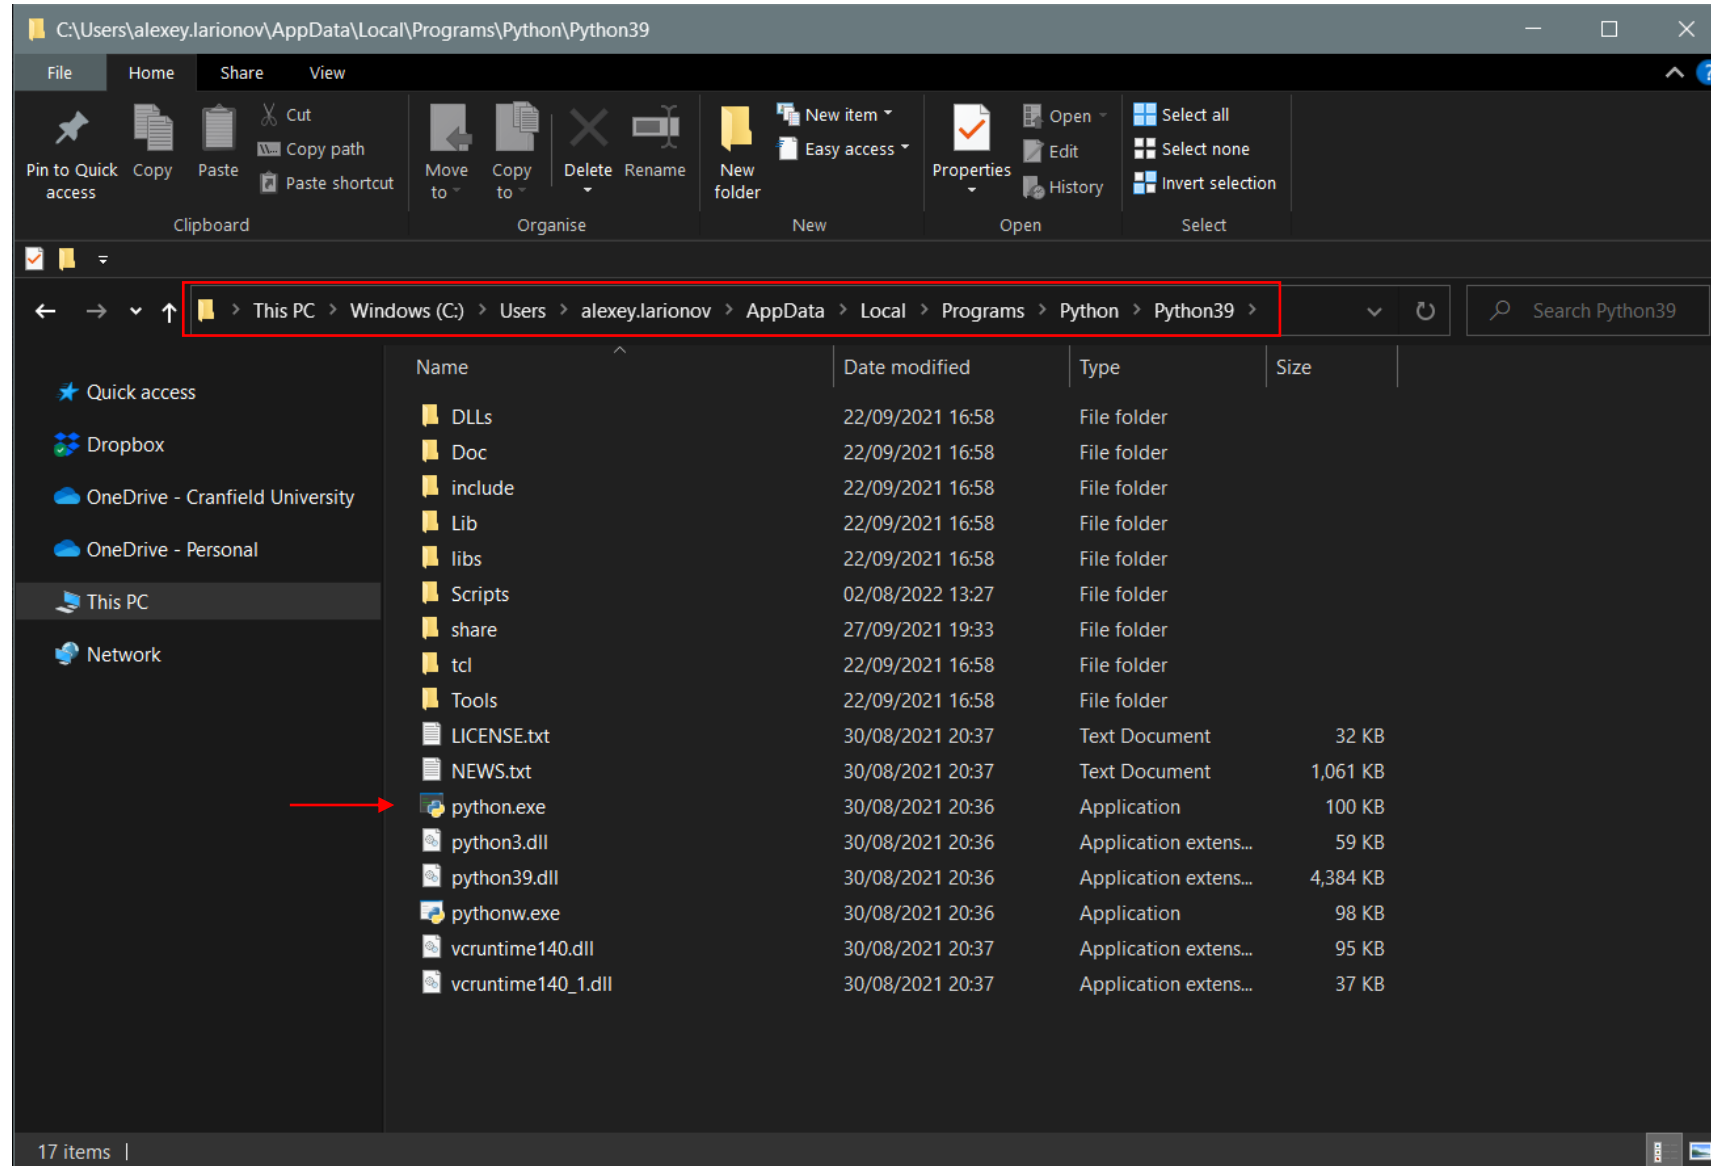 C:\Users\alexey.larionov\AppData\Local\Programs\Python\Python39
File Home Share View
Pin to Quick access
Copy
Paste
Cut
Copy path
Paste shortcut
Clipboard
Move to
Copy to
Delete
Rename
Organise
New folder
New item
Easy access
New
Properties
Open
Edit
History
Open
Select all
Select none
Invert selection
Select
This PC > Windows (C:) > Users > alexey.larionov > AppData > Local > Programs > Python > Python39 >
Search Python39
Quick access
Dropbox
OneDrive - Cranfield University
OneDrive - Personal
This PC
Network
Name Date modified Type Size
DLLs 22/09/2021 16:58 File folder
Doc 22/09/2021 16:58 File folder
include 22/09/2021 16:58 File folder
Lib 22/09/2021 16:58 File folder
libs 22/09/2021 16:58 File folder
Scripts 02/08/2022 13:27 File folder
share 27/09/2021 19:33 File folder
tcl 22/09/2021 16:58 File folder
Tools 22/09/2021 16:58 File folder
LICENSE.txt 30/08/2021 20:37 Text Document 32 KB
NEWS.txt 30/08/2021 20:37 Text Document 1,061 KB
python.exe 30/08/2021 20:36 Application 100 KB
python3.dll 30/08/2021 20:36 Application extens... 59 KB
python39.dll 30/08/2021 20:36 Application extens... 4,384 KB
pythonw.exe 30/08/2021 20:36 Application 98 KB
vcruntime140.dll 30/08/2021 20:37 Application extens... 95 KB
vcruntime140_1.dll 30/08/2021 20:37 Application extens... 37 KB
17 items